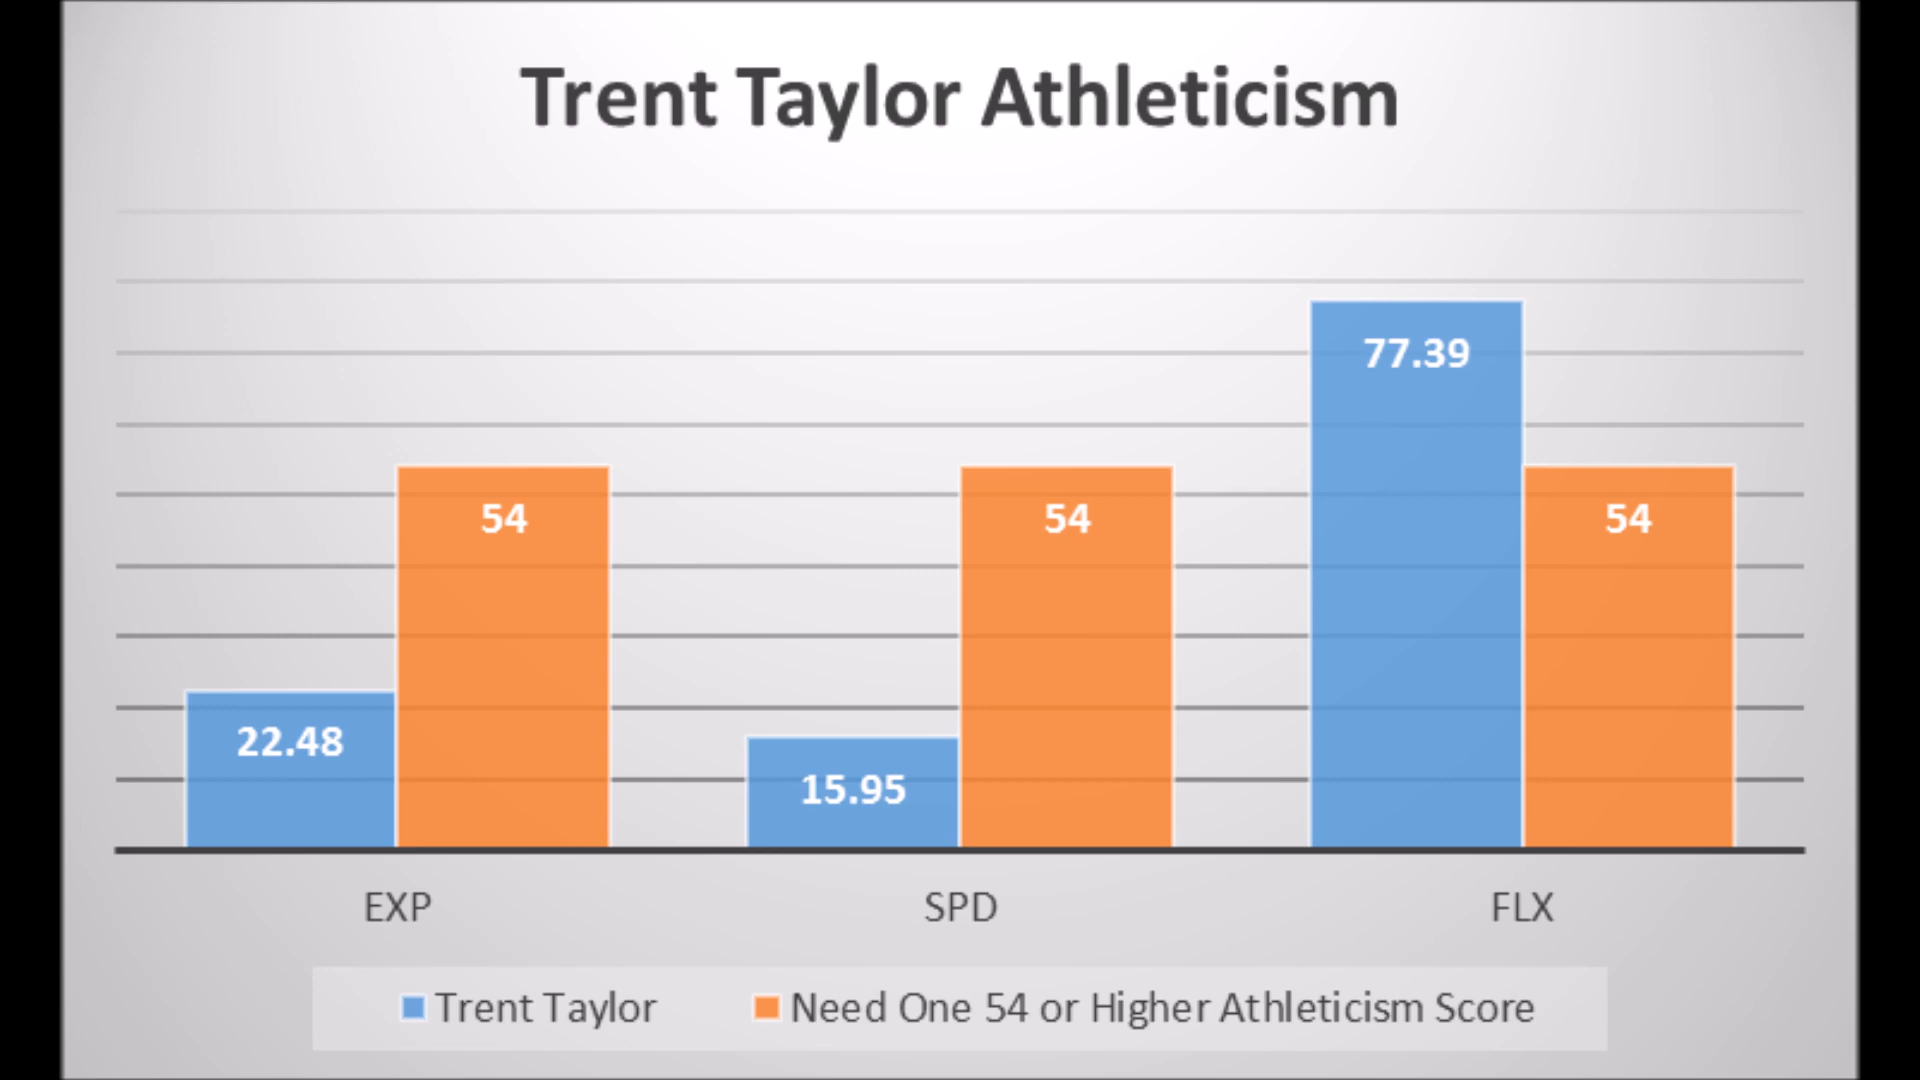 Trent Taylor Athleticism
77.39
54 54 54
22.48
15.95
EXP SPD FLX
Trent Taylor Need One 54 or Higher Athleticism Score